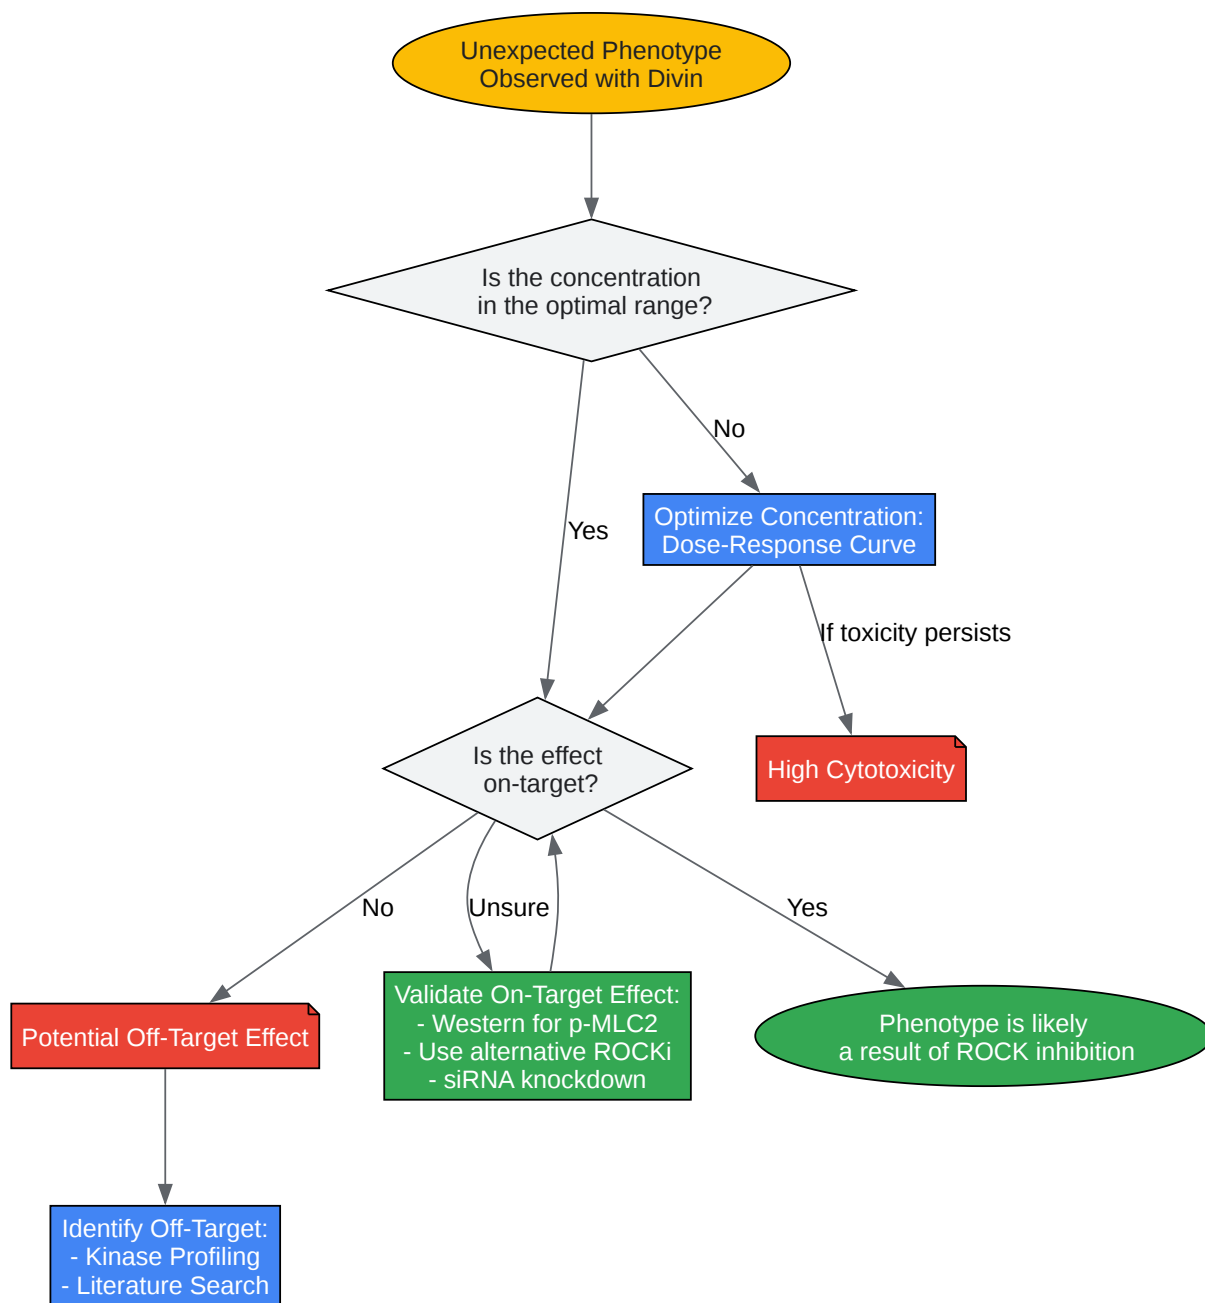 Unexpected Phenotype
Observed with Divin
Is the concentration
in the optimal range?
No
Yes
Optimize Concentration:
Dose-Response Curve
If toxicity persists
Is the effect
on-target?
High Cytotoxicity
No
Unsure
Yes
Potential Off-Target Effect
Validate On-Target Effect:
- Western for p-MLC2
- Use alternative ROCKi
- siRNA knockdown
Phenotype is likely
a result of ROCK inhibition
Identify Off-Target:
- Kinase Profiling
- Literature Search